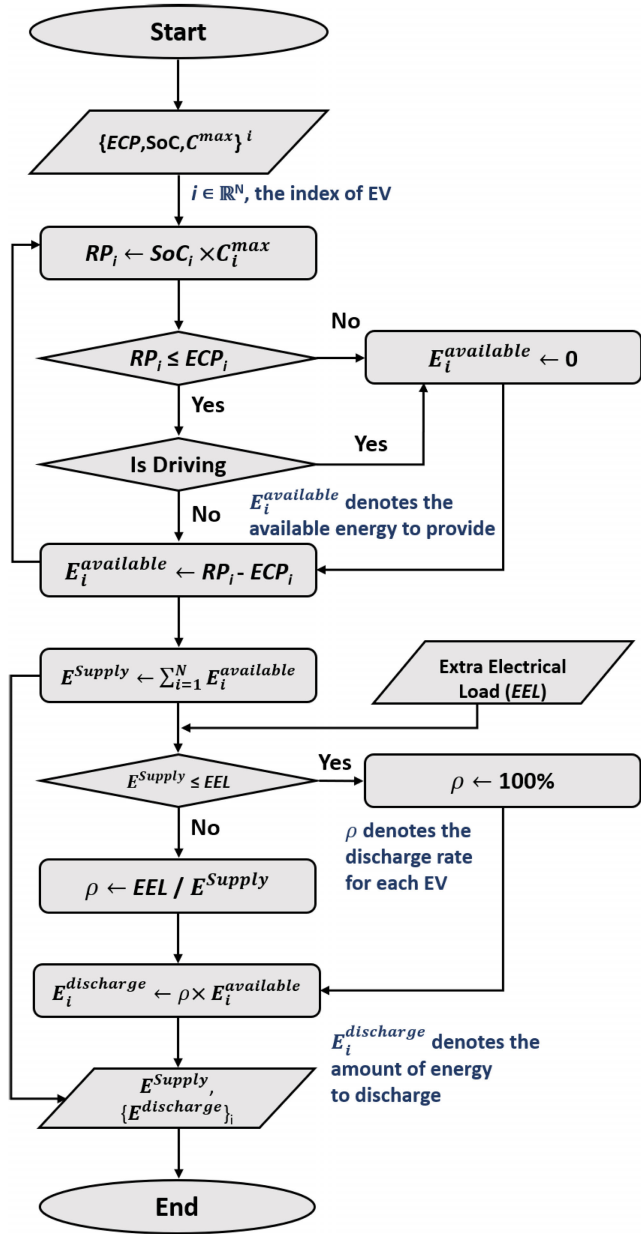 Start
{ECP,SoC,C^max}^i
i ∈ ℝ^N, the index of EV
RP_i ← SoC_i × C_i^max
No
RP_i ≤ ECP_i
E_i^available ← 0
Yes
Yes
Is Driving
No
E_i^available denotes the
available energy to provide
E_i^available ← RP_i - ECP_i
E^Supply ← ∑_{i=1}^N E_i^available
Extra Electrical
Load (EEL)
Yes
E^Supply ≤ EEL
ρ ← 100%
No
ρ denotes the
discharge rate
for each EV
ρ ← EEL / E^Supply
E_i^discharge ← ρ× E_i^available
E_i^discharge denotes the
amount of energy
to discharge
E^Supply,
{E^discharge}_i
End